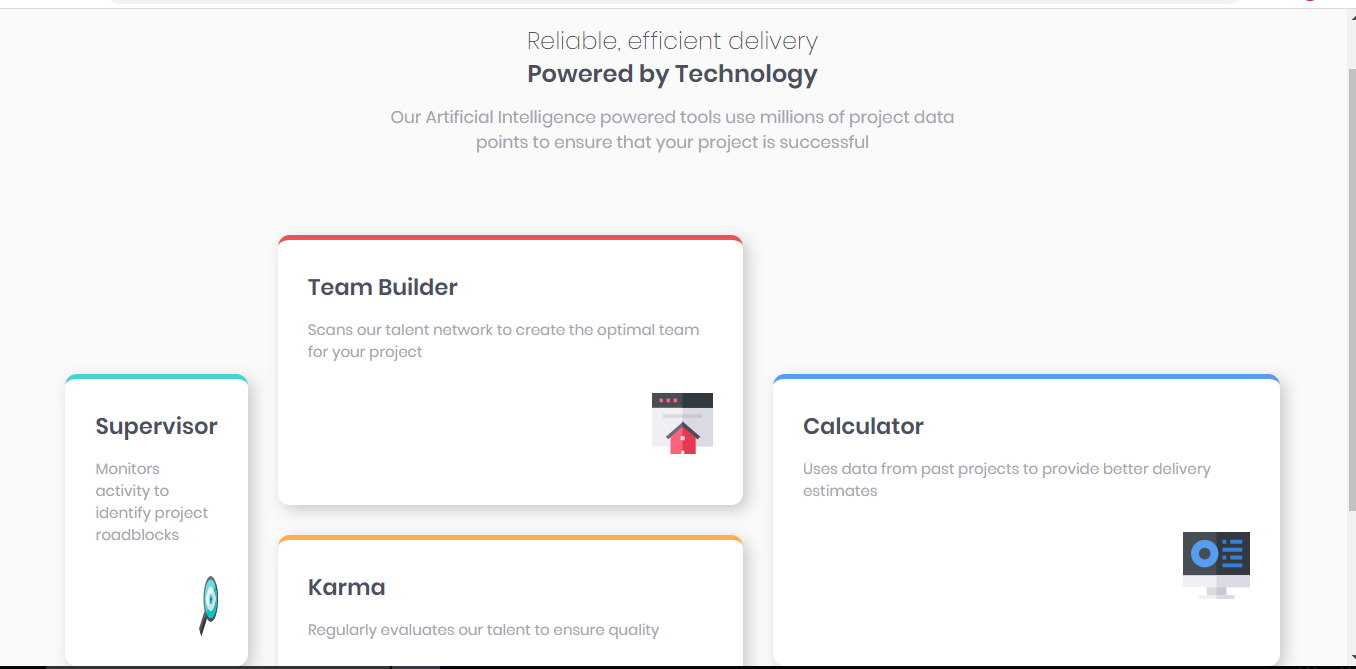 Reliable, efficient delivery
Powered by Technology
Our Artificial Intelligence powered tools use millions of project data
points to ensure that your project is successful
Supervisor
Monitors
activity to
identify project
roadblocks
Team Builder
Scans our talent network to create the optimal team
for your project
Karma
Regularly evaluates our talent to ensure quality
Calculator
Uses data from past projects to provide better delivery
estimates